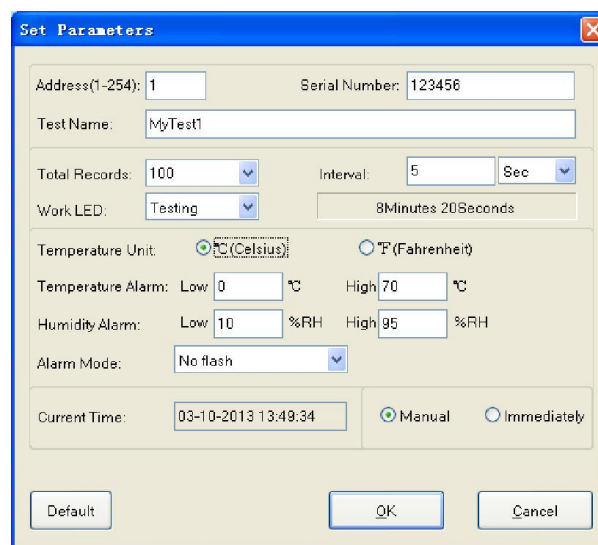 Set Parameters
Address(1-254): 1 Serial Number: 123456
Test Name: MyTest1
Total Records: 100 Interval: 5 Sec
Work LED: Testing 8Minutes 20Seconds
Temperature Unit: ℃(Celsius) ℉(Fahrenheit)
Temperature Alarm: Low 0 ℃ High 70 ℃
Humidity Alarm: Low 10 %RH High 95 %RH
Alarm Mode: No flash
Current Time: 03-10-2013 13:49:34 Manual Immediately
Default OK Cancel